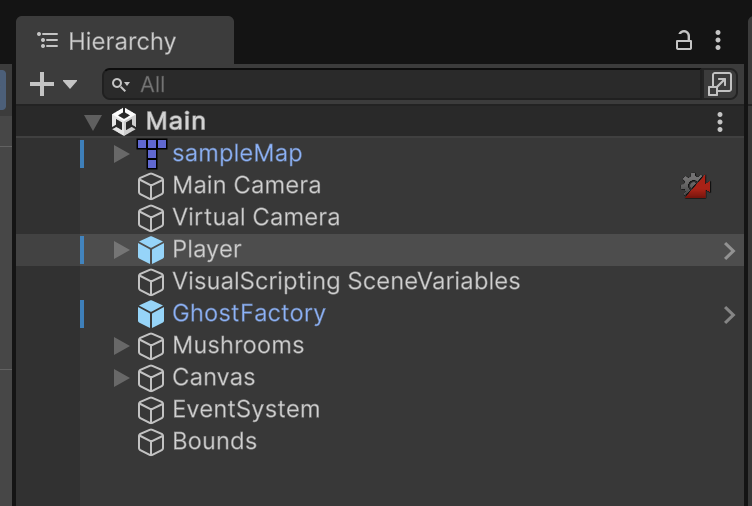 Hierarchy
All
Main
sampleMap
Main Camera
Virtual Camera
Player
VisualScripting SceneVariables
GhostFactory
Mushrooms
Canvas
EventSystem
Bounds